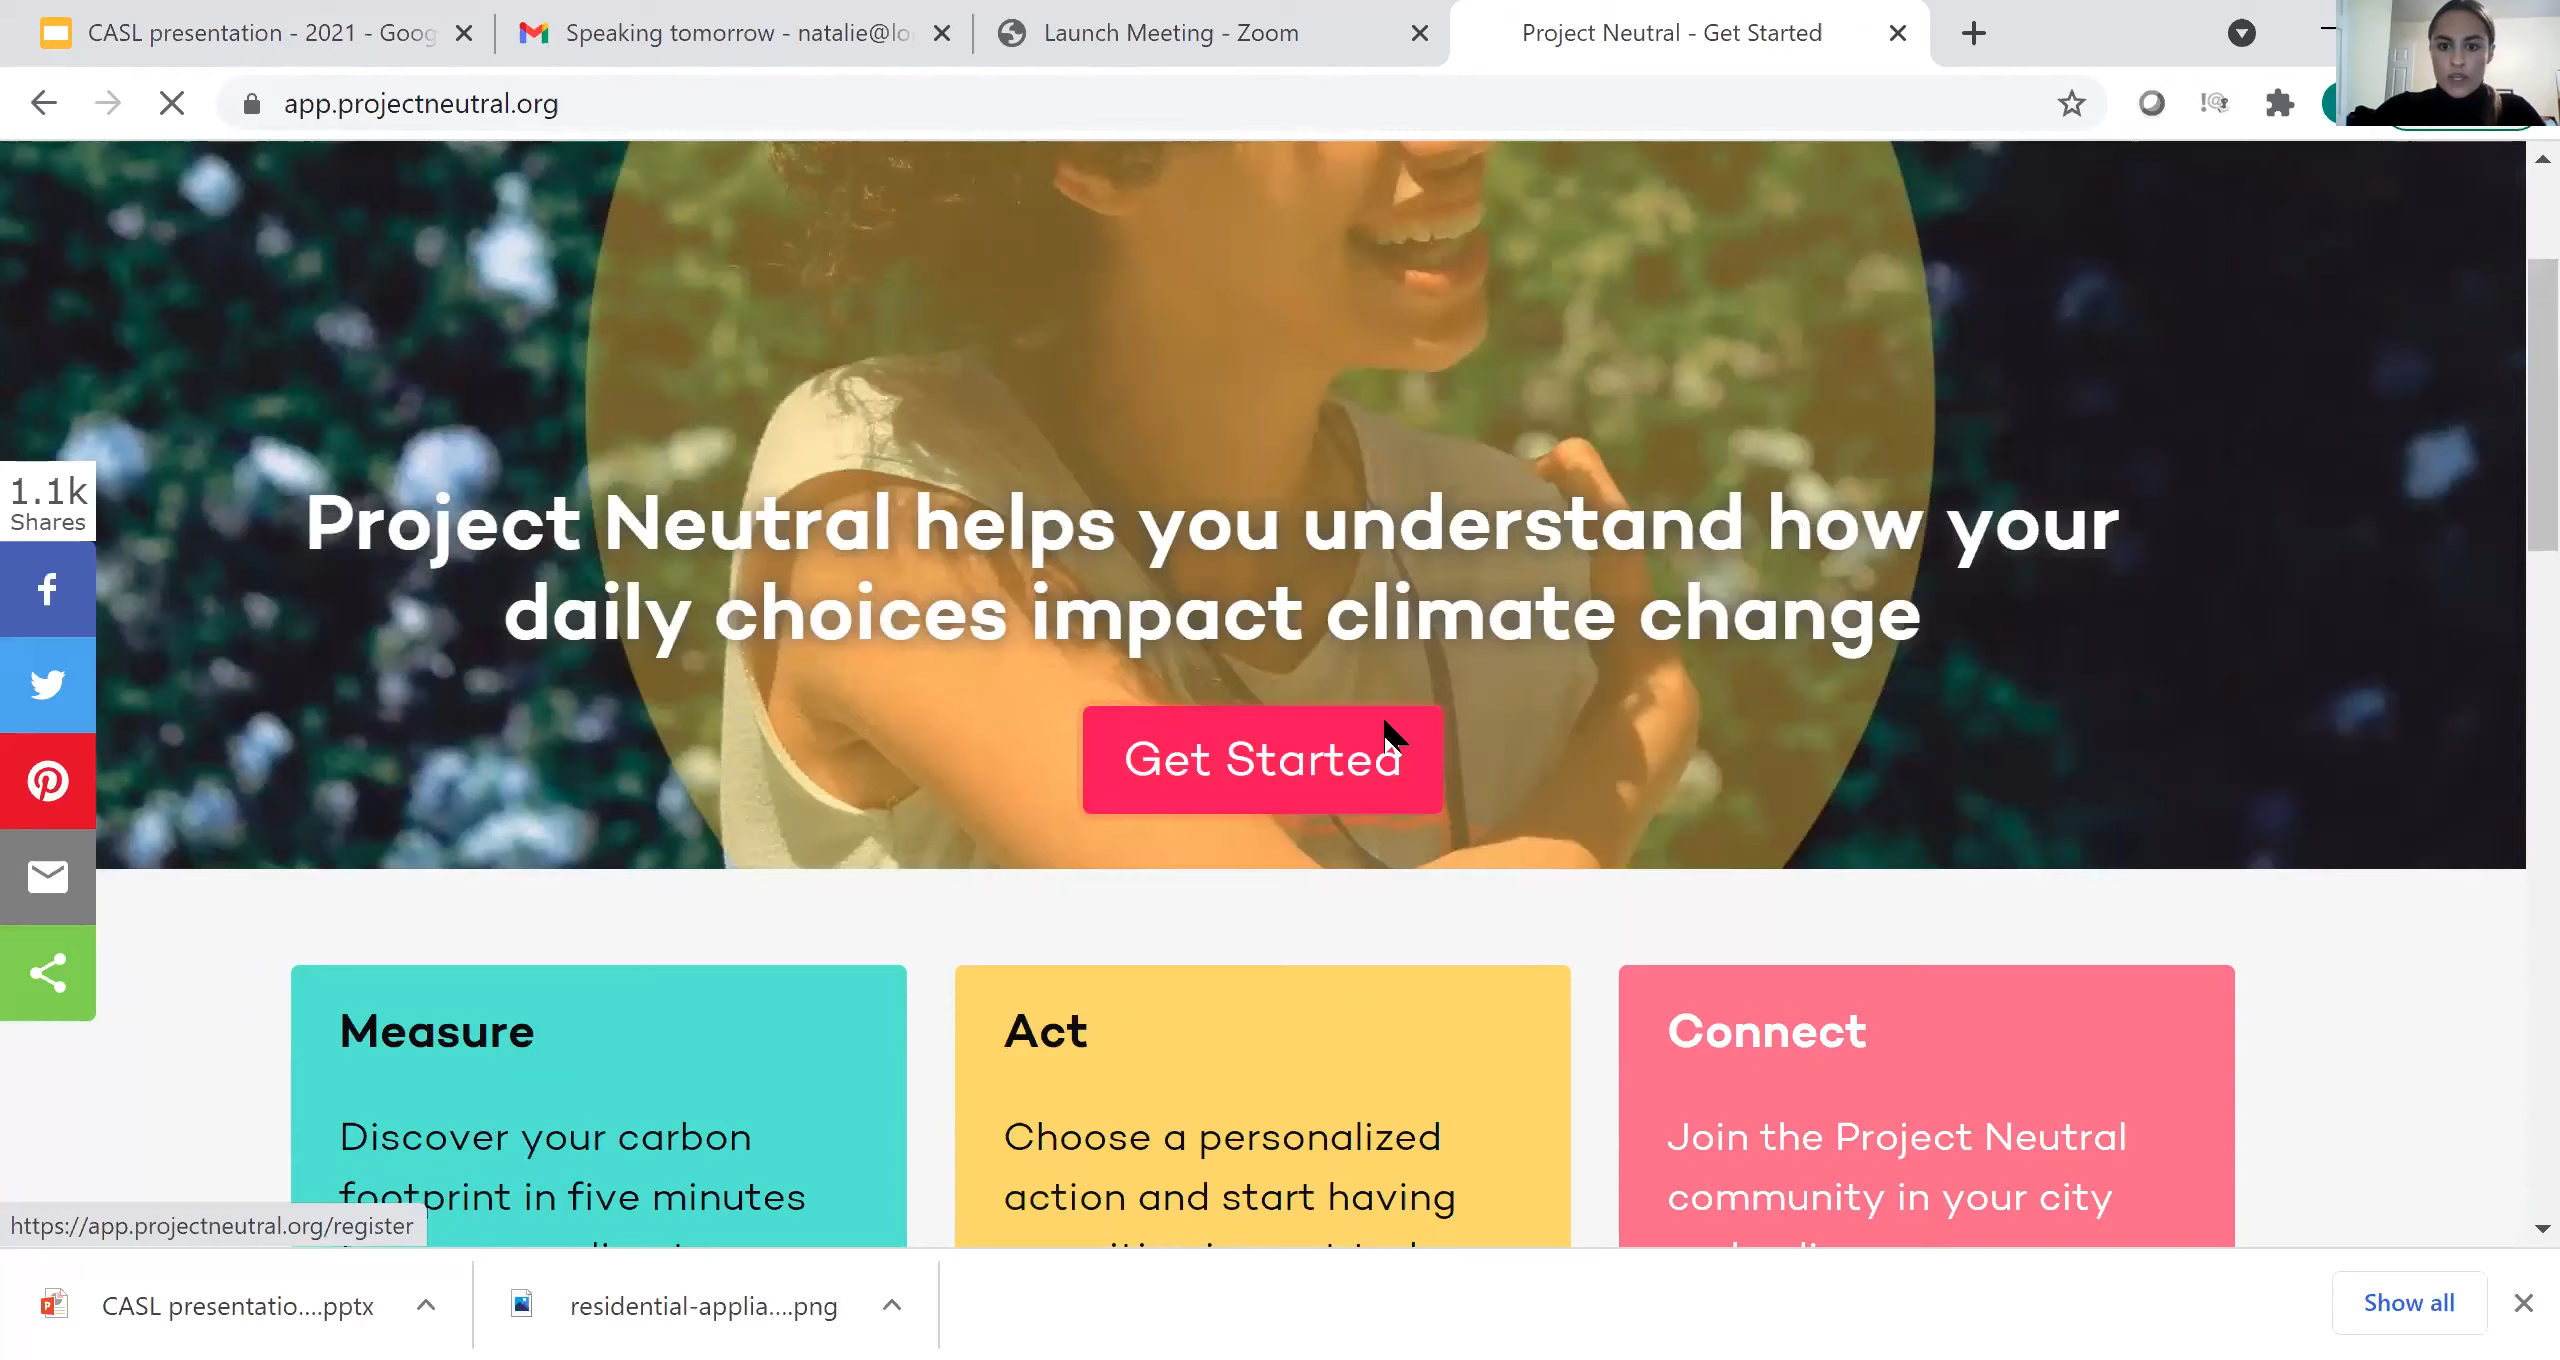 CASL presentation - 2021 - Goog
Speaking tomorrow - natalie@lo
Launch Meeting - Zoom
Project Neutral - Get Started
app.projectneutral.org
1.1k
Shares
Project Neutral helps you understand how your
daily choices impact climate change
Get Started
Measure
Discover your carbon
footprint in five minutes
Act
Choose a personalized
action and start having
Connect
Join the Project Neutral
community in your city
https://app.projectneutral.org/register
CASL presentatio....pptx
residential-applia....png
Show all